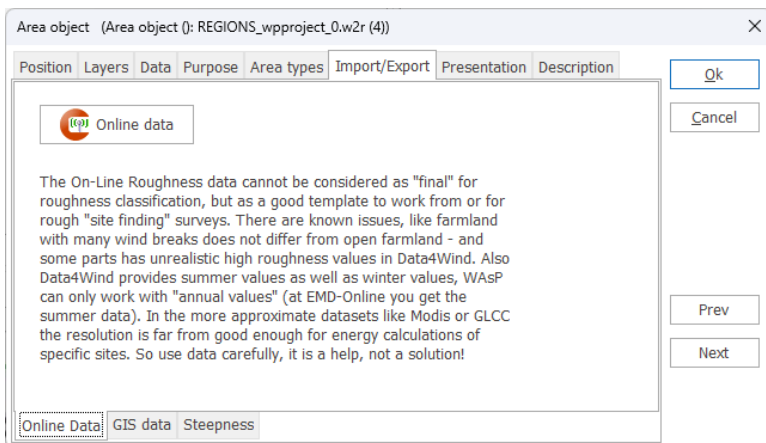 Area object (Area object (): REGIONS_wpproject_0.w2r (4))
Position Layers Data Purpose Area types Import/Export Presentation Description
Ok
Cancel
Online data
The On-Line Roughness data cannot be considered as "final" for
roughness classification, but as a good template to work from or for
rough "site finding" surveys. There are known issues, like farmland
with many wind breaks does not differ from open farmland - and
some parts has unrealistic high roughness values in Data4Wind. Also
Data4Wind provides summer values as well as winter values, WAsP
can only work with "annual values" (at EMD-Online you get the
summer data). In the more approximate datasets like Modis or GLCC
the resolution is far from good enough for energy calculations of
specific sites. So use data carefully, it is a help, not a solution!
Prev
Next
Online Data GIS data Steepness